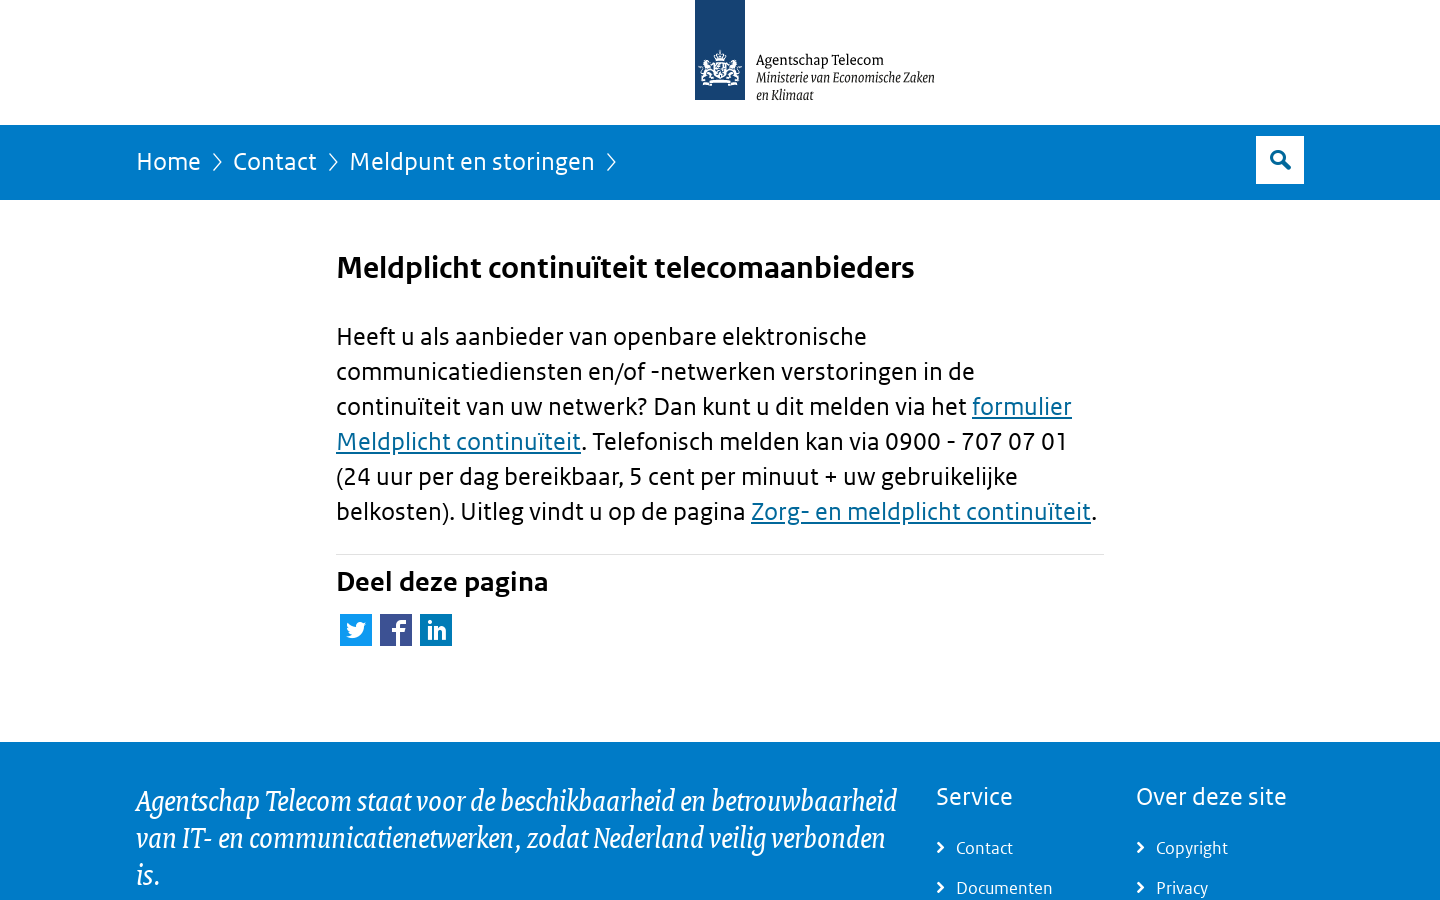 Agentschap Telecom
Ministerie van Economische Zaken
en Klimaat
Home
Contact
Meldpunt en storingen
Meldplicht continuïteit telecomaanbieders
Heeft u als aanbieder van openbare elektronische
communicatiediensten en/of -netwerken verstoringen in de
continuïteit van uw netwerk? Dan kunt u dit melden via het formulier
Meldplicht continuïteit. Telefonisch melden kan via 0900 - 707 07 01
(24 uur per dag bereikbaar, 5 cent per minuut + uw gebruikelijke
belkosten). Uitleg vindt u op de pagina Zorg- en meldplicht continuïteit.
Deel deze pagina
Agentschap Telecom staat voor de beschikbaarheid en betrouwbaarheid
van IT- en communicatienetwerken, zodat Nederland veilig verbonden
is.
Service
Contact
Documenten
Over deze site
Copyright
Privacy